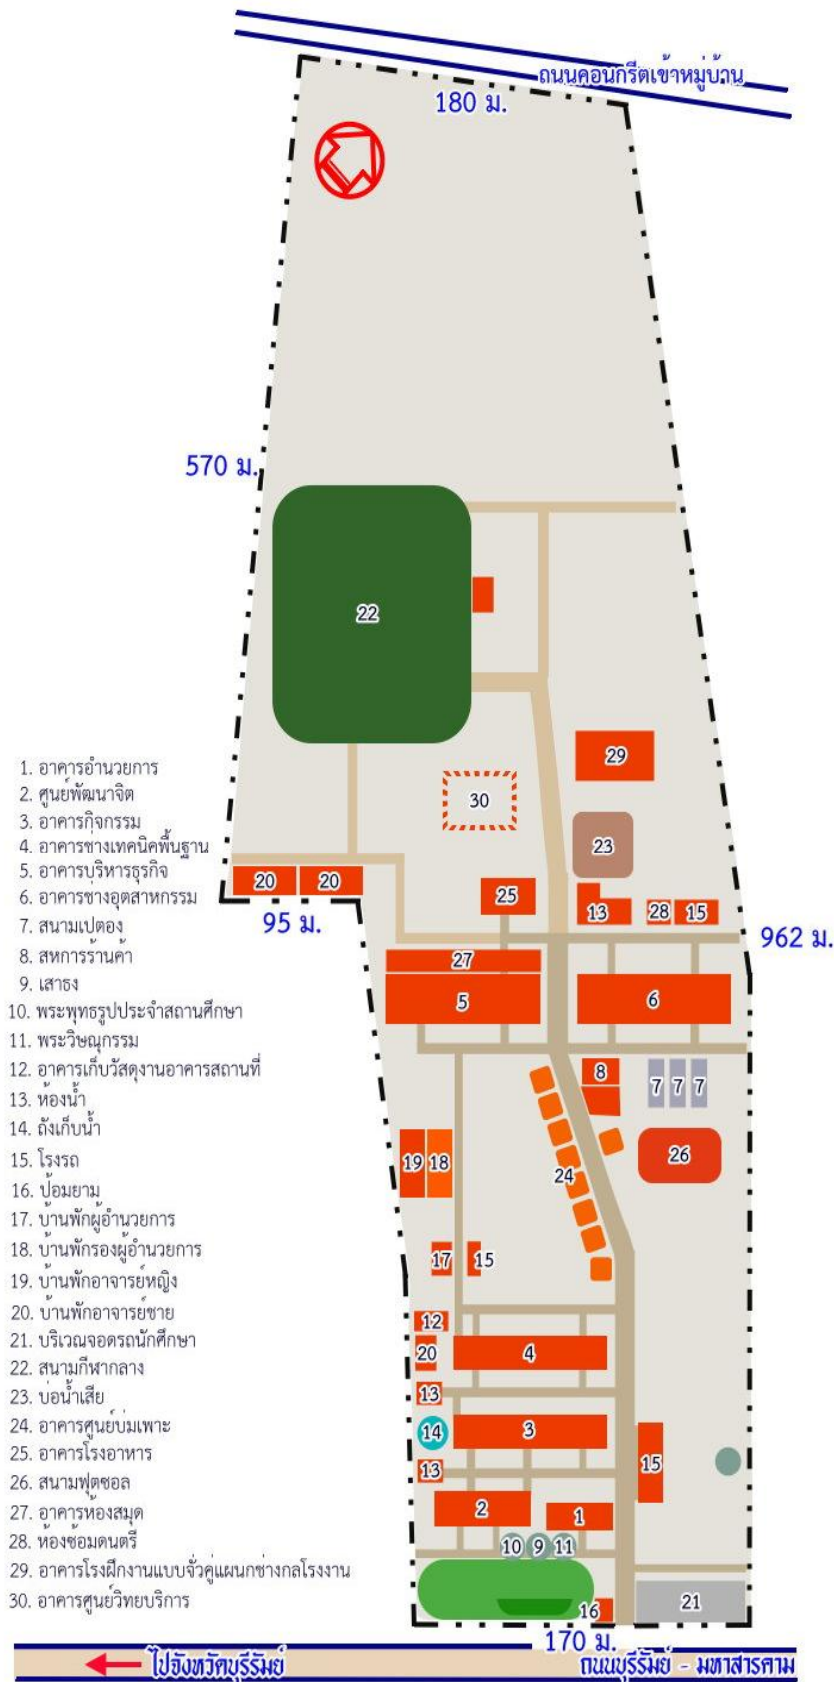 ถนนคอนกรีตเข้าหมู่บ้าน
180 ม.
570 ม.
22
29
30
23
20
20
25
13
28
15
95 ม.
962 ม.
27
5
6
8
7
7
7
19
18
24
26
17
15
12
20
4
13
14
3
13
15
2
1
10
9
11
16
21
1. อาคารอำนวยการ
2. ศูนย์พัฒนาจิต
3. อาคารกิจกรรม
4. อาคารช่างเทคนิคพื้นฐาน
5. อาคารบริหารธุรกิจ
6. อาคารช่างอุตสาหกรรม
7. สนามเปตอง
8. สหการร้านค้า
9. เสาธง
10. พระพุทธรูปประจำสถานศึกษา
11. พระวิษณุกรรม
12. อาคารเก็บวัสดุงานอาคารสถานที่
13. ห้องน้ำ
14. ถังเก็บน้ำ
15. โรงรถ
16. ป้อมยาม
17. บ้านพักผู้อำนวยการ
18. บ้านพักรองผู้อำนวยการ
19. บ้านพักอาจารย์หญิง
20. บ้านพักอาจารย์ชาย
21. บริเวณจอดรถนักศึกษา
22. สนามกีฬากลาง
23. บ่อน้ำเสีย
24. อาคารศูนย์บ่มเพาะ
25. อาคารโรงอาหาร
26. สนามฟุตซอล
27. อาคารห้องสมุด
28. ห้องซ้อมดนตรี
29. อาคารโรงฝึกงานแบบจั่วคู่แผนกช่างกลโรงงาน
30. อาคารศูนย์วิทยบริการ
170 ม.
ไปจังหวัดบุรีรัมย์
ถนนบุรีรัมย์ - มหาสารคาม